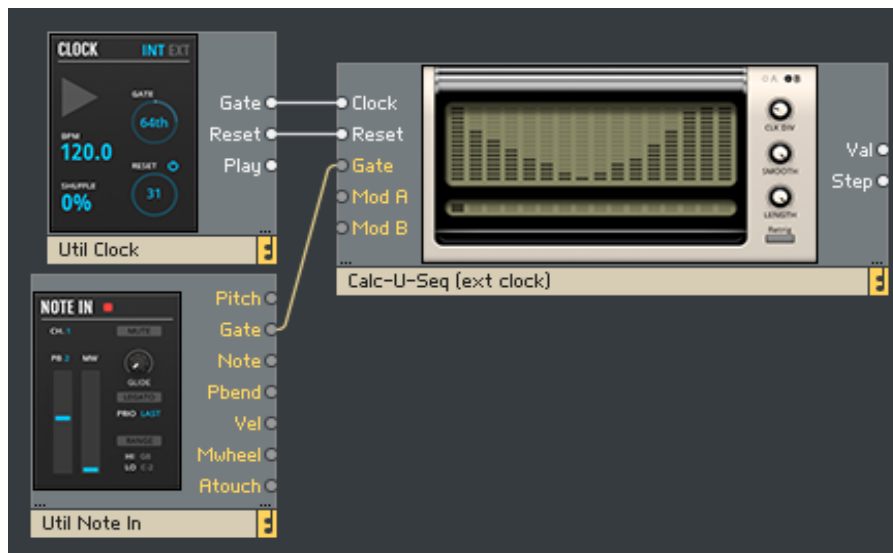 CLOCK INT EXT
GATE
64th
BPM
120.0
RESET
31
SHUFFLE
0%
Gate
Reset
Play
Util Clock
Clock
Reset
Gate
Mod A
Mod B
A B
CLK DIV
SMOOTH
LENGTH
Retrig
Val
Step
Calc-U-Seq (ext clock)
NOTE IN
CH. 1 MUTE
PB 2 MW
GLIDE
LEGATO
PRIO LAST
RANGE
HI G8
LO C-2
Pitch
Gate
Note
Pbend
Vel
Mwheel
Atouch
Util Note In